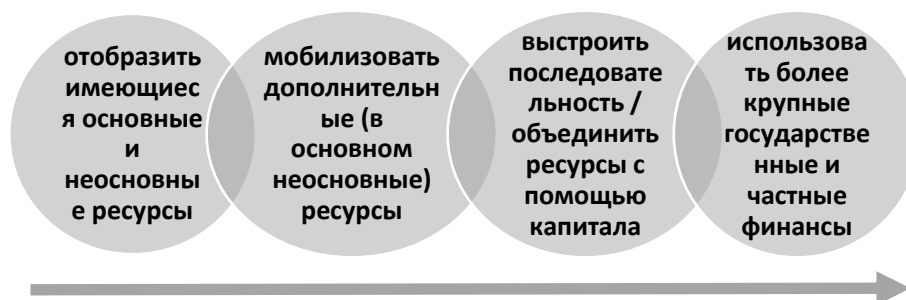 отобразить
имеющиес
я основные
и
неосновны
е ресурсы
мобилизовать
дополнительн
ые (в
основном
неосновные)
ресурсы
выстроить
последовате
льность /
объединить
ресурсы с
помощью
капитала
использова
ть более
крупные
государстве
нные и
частные
финансы